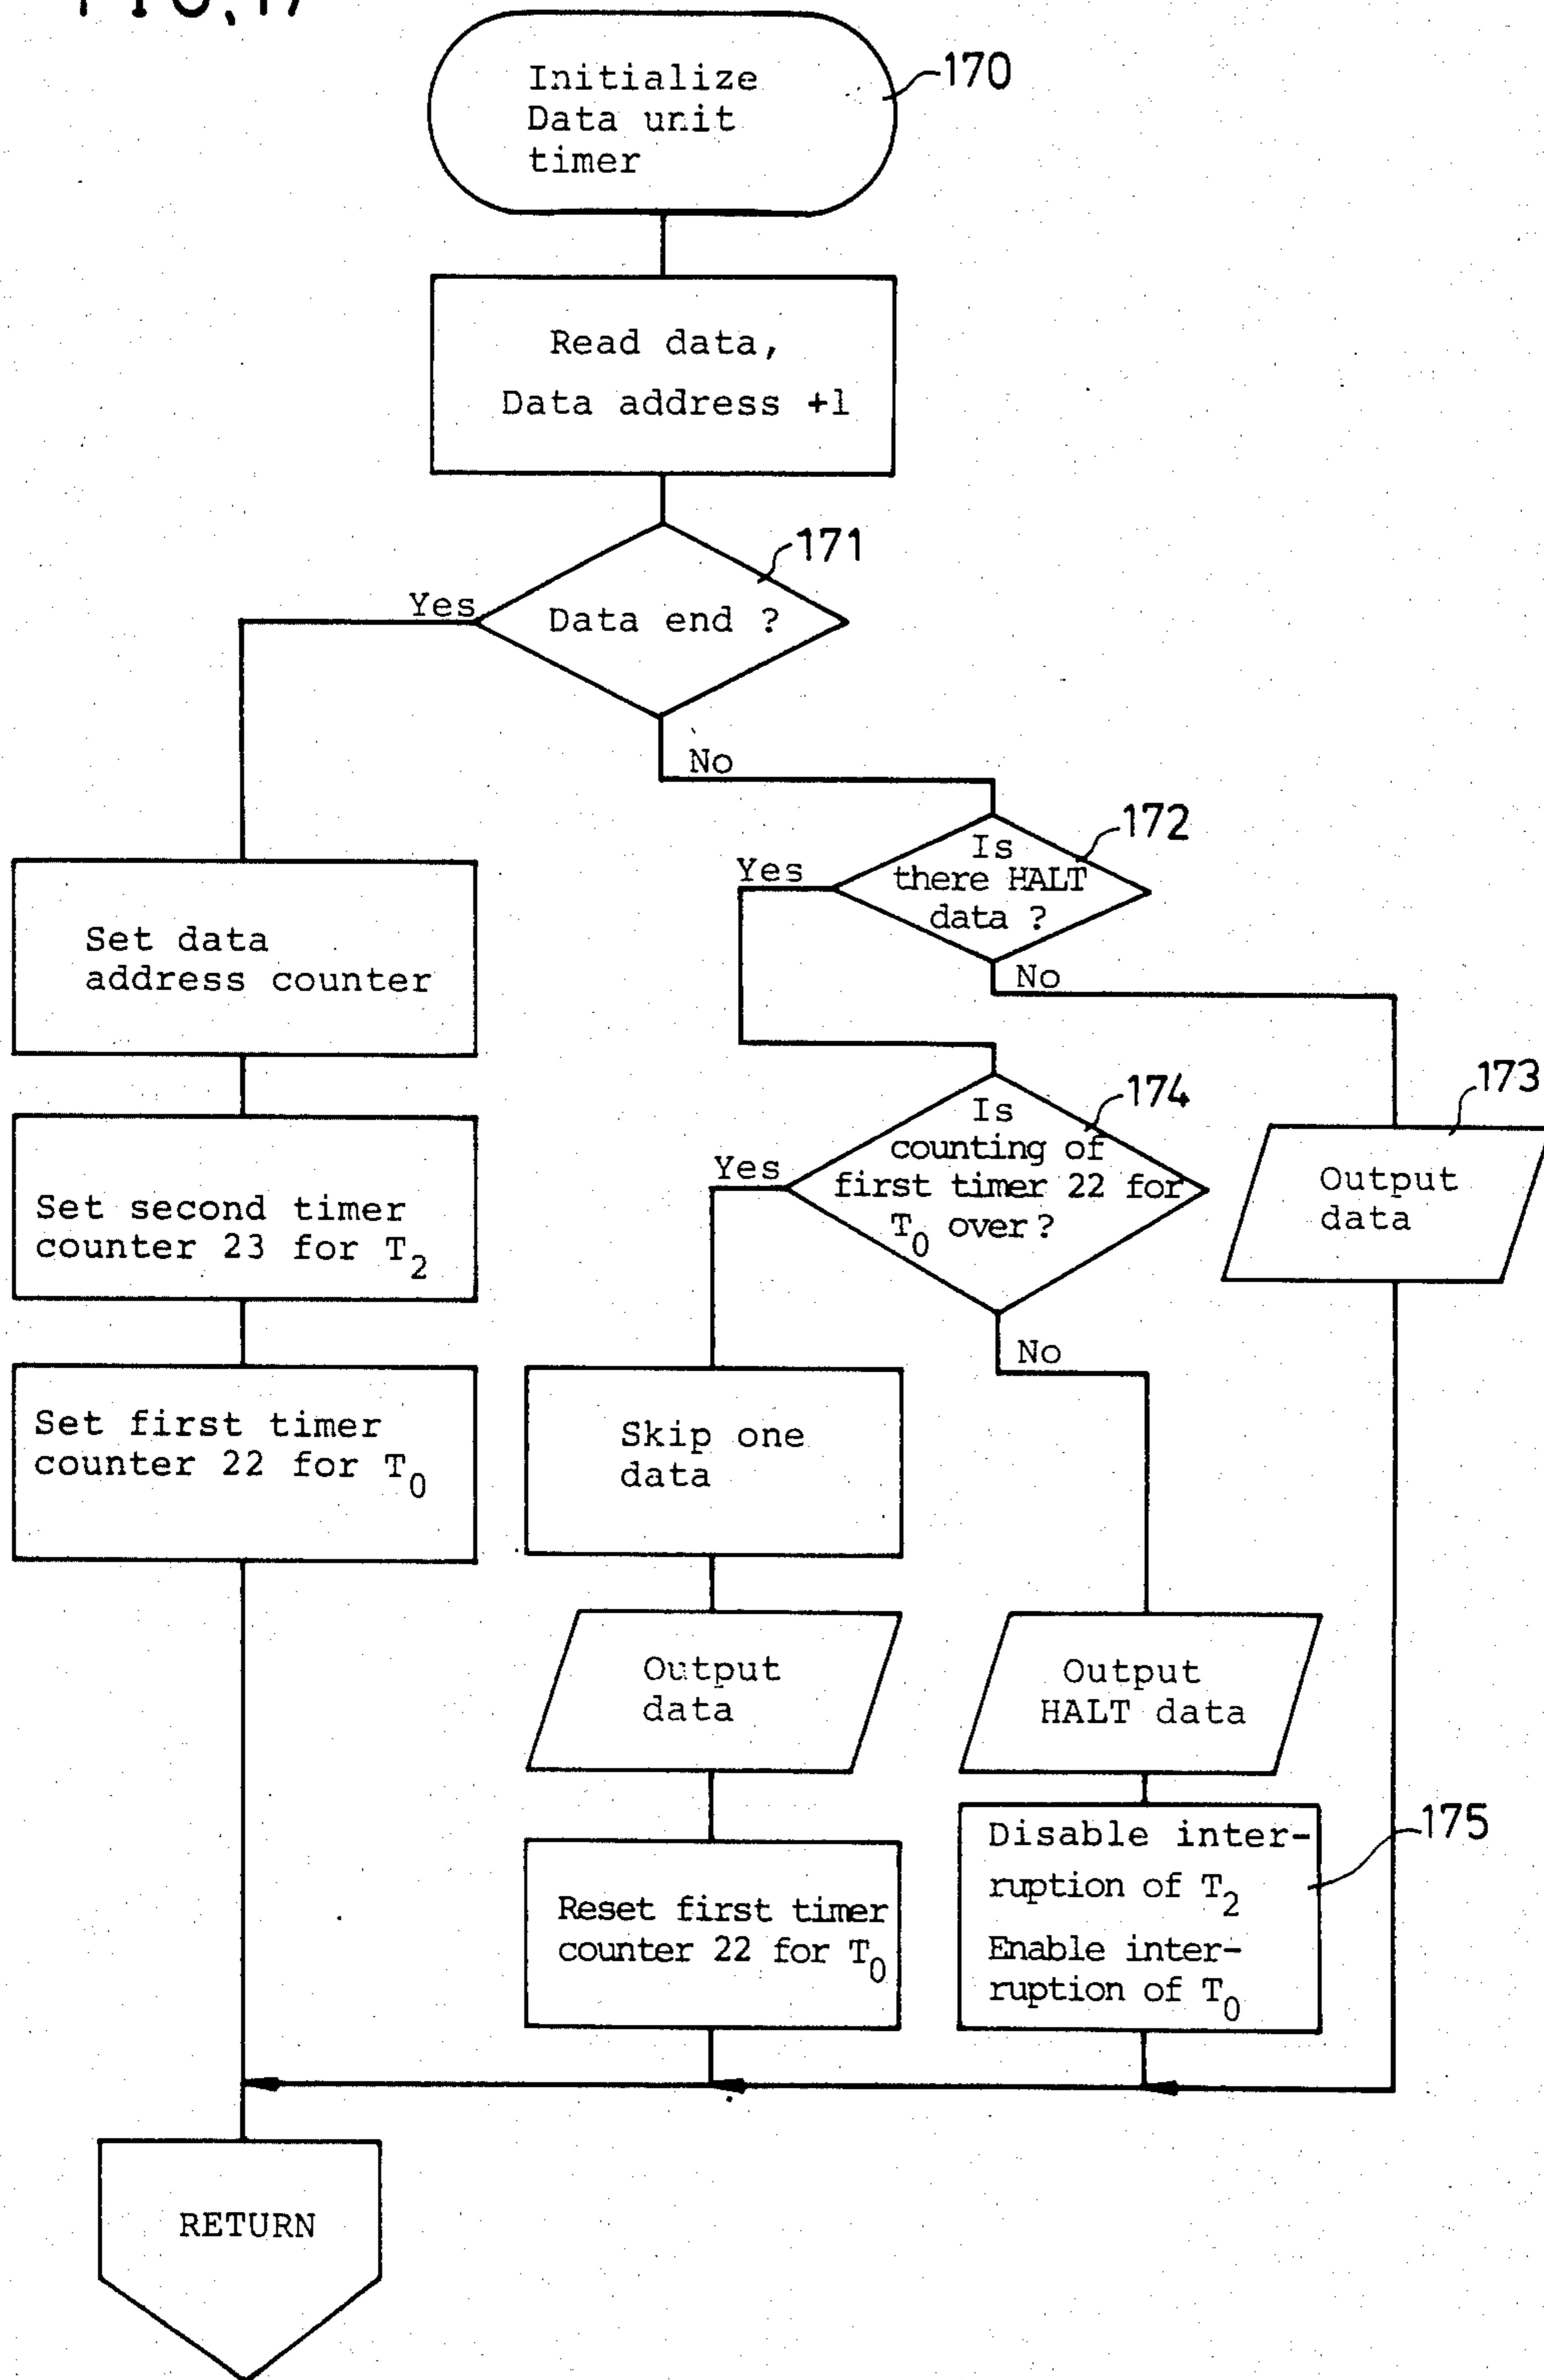 FIG,17
Initialize
Data unit
timer
170
Read data,
Data address +1
171
Data end ?
Yes
No
172
Is
there HALT
data ?
Yes
No
Set data
address counter
173
Output
data
174
Is
counting of
first timer 22 for
T0 over?
Yes
No
Set second timer
counter 23 for T2
Set first timer
counter 22 for T0
Skip one
data
Output
data
Output
HALT data
Reset first timer
counter 22 for T0
175
Disable inter-
ruption of T2
Enable inter-
ruption of T0
RETURN